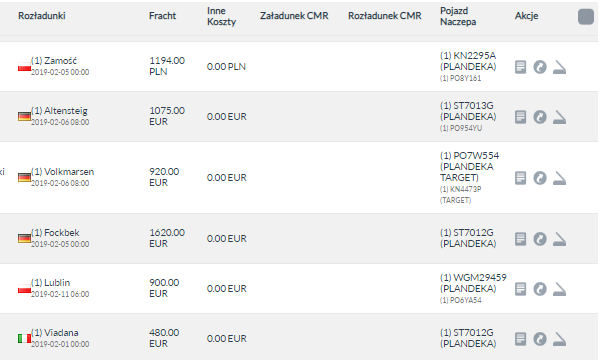 Rozładunki Fracht Inne Koszty Załadunek CMR Rozładunek CMR Pojazd Naczepa Akcje
(1) Zamość
2019-02-05 00:00
1194.00 PLN
0.00 PLN
(1) KN2295A (PLANDEKA)
(1) PO8Y161
(1) Altensteig
2019-02-06 08:00
1075.00 EUR
0.00 EUR
(1) ST7013G (PLANDEKA)
(1) PO954YU
ki
(1) Volkmarsen
2019-02-06 08:00
920.00 EUR
0.00 EUR
(1) PO7W554 (PLANDEKA TARGET)
(1) KN4473P (TARGET)
(1) Fockbek
2019-02-05 00:00
1620.00 EUR
0.00 EUR
(1) ST7012G (PLANDEKA)
(1) Lublin
2019-02-11 06:00
900.00 EUR
0.00 EUR
(1) WGM29459 (PLANDEKA)
(1) PO6YA54
(1) Viadana
2019-02-01 00:00
480.00 EUR
0.00 EUR
(1) ST7012G (PLANDEKA)